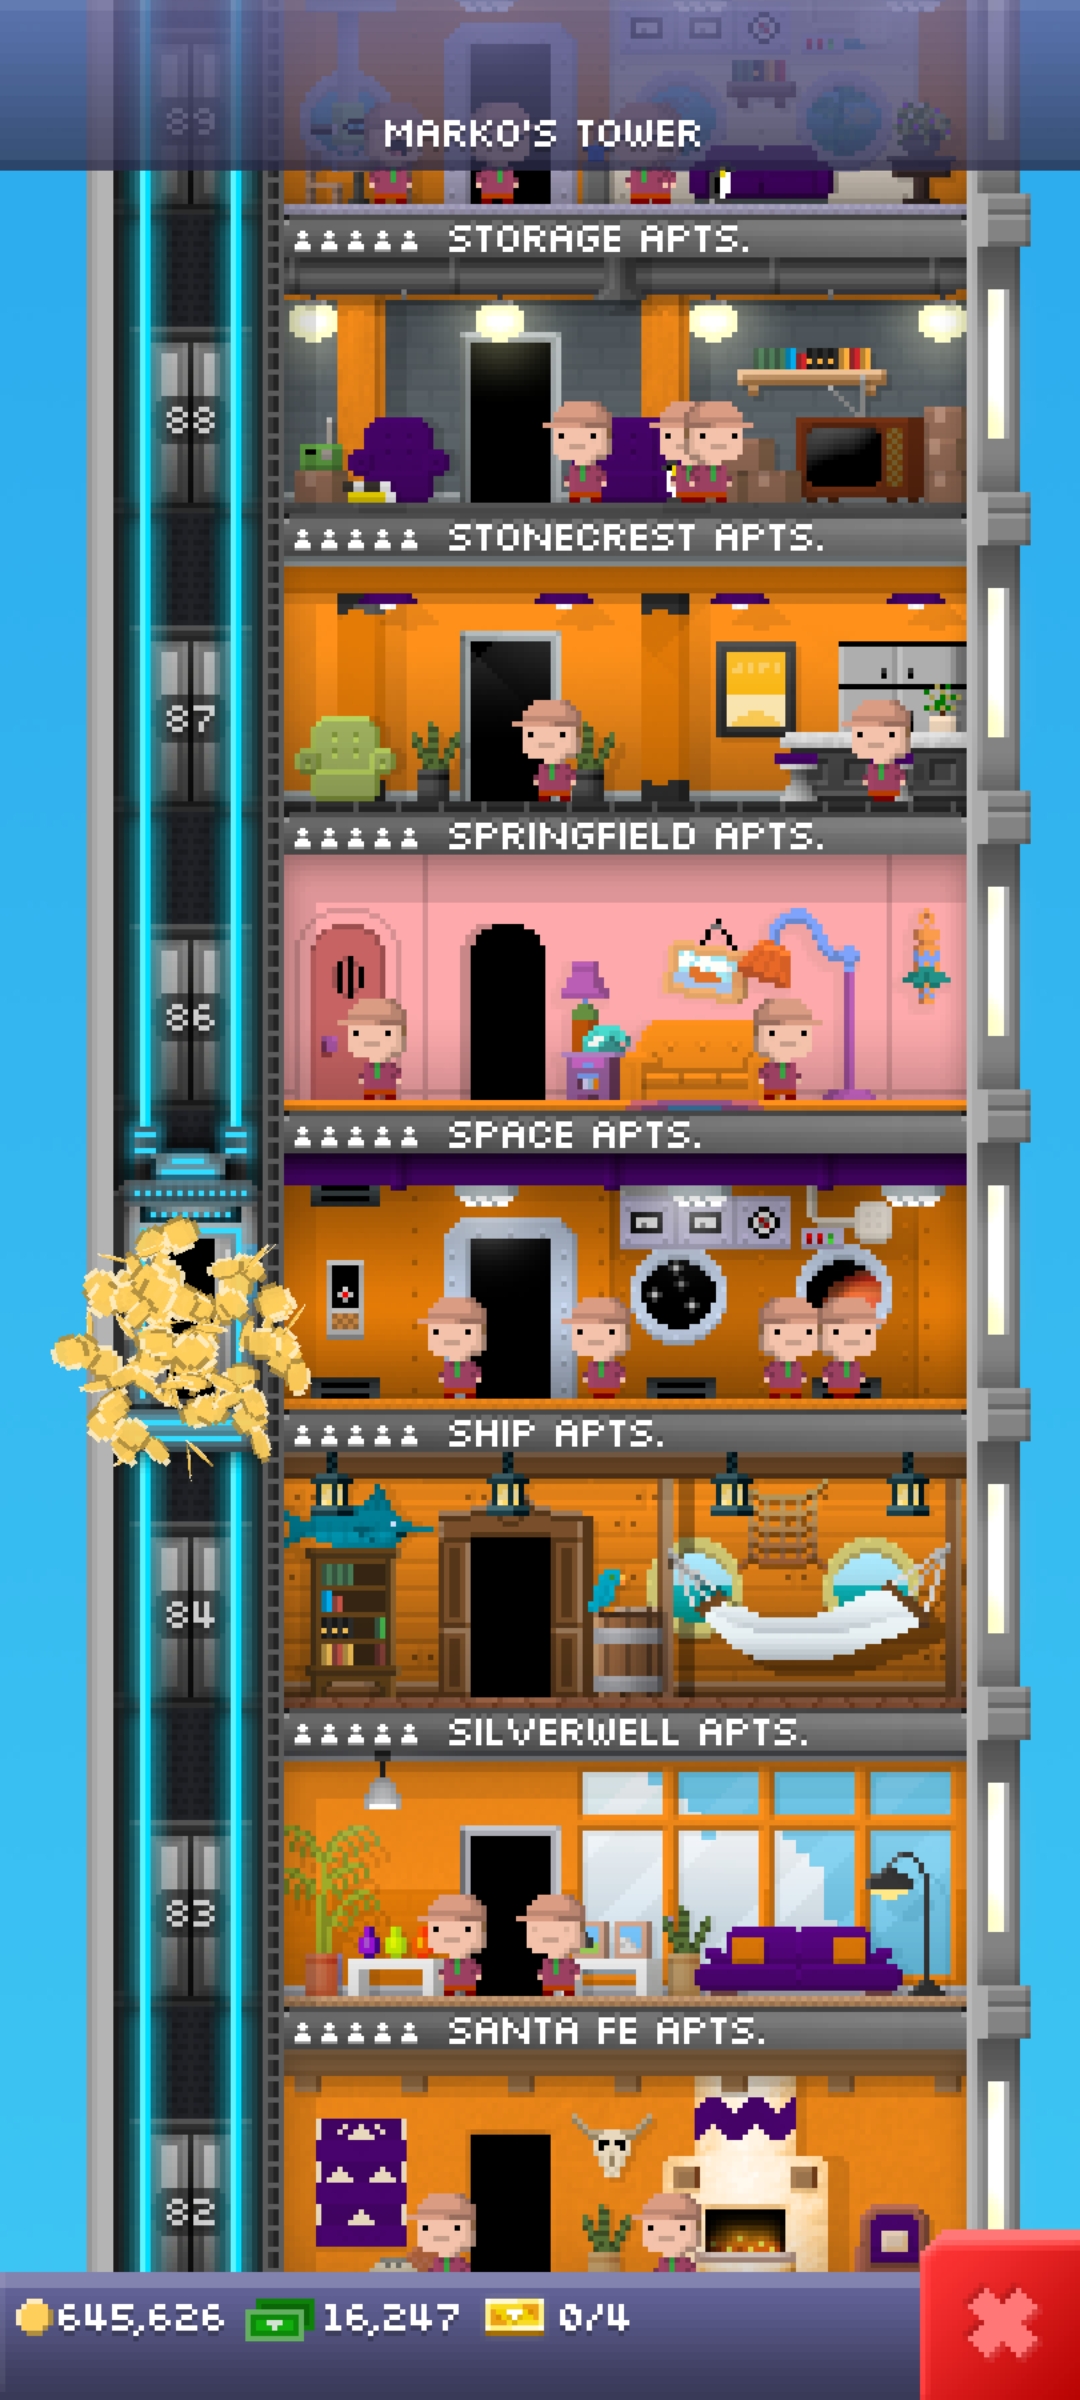 89
MARKO'S TOWER
STORAGE APTS.
88
STONECREST APTS.
87
SPRINGFIELD APTS.
86
SPACE APTS.
SHIP APTS.
84
SILVERWELL APTS.
83
SANTA FE APTS.
82
645,626 16,247 0/4